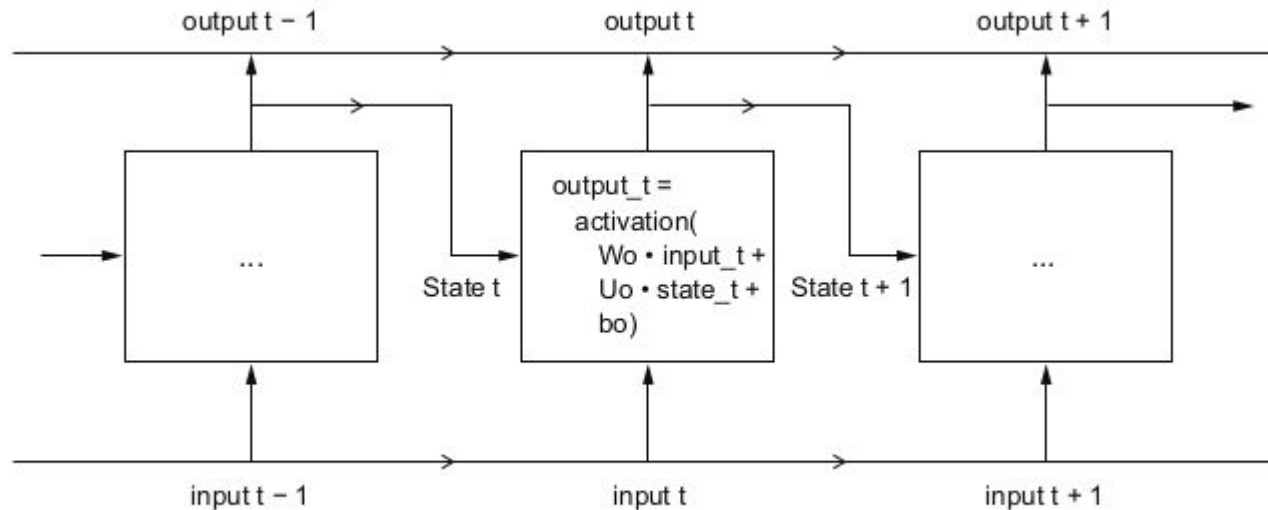 output t − 1
output t
output t + 1
...
output_t =
activation(
Wo • input_t +
Uo • state_t +
bo)
...
State t
State t + 1
input t − 1
input t
input t + 1